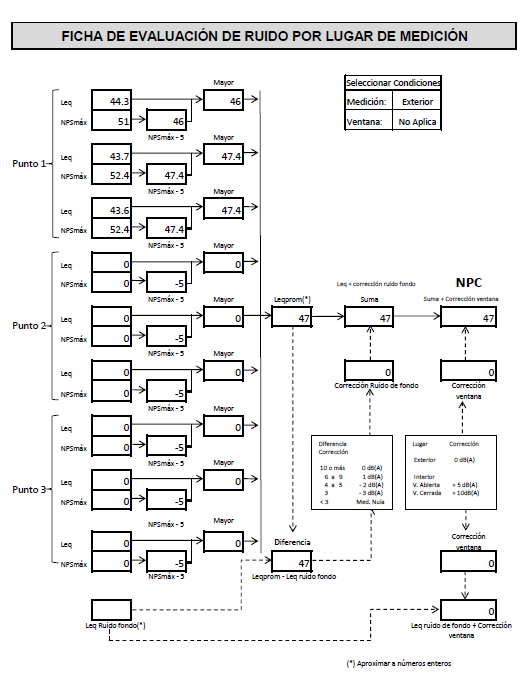 FICHA DE EVALUACIÓN DE RUIDO POR LUGAR DE MEDICIÓN
Seleccionar Condiciones
Medición: Exterior
Ventana: No Aplica
Punto 1
Mayor
Leq 44.3 46
NPSmáx 51 46
NPSmáx - 5
Mayor
Leq 43.7 47.4
NPSmáx 52.4 47.4
NPSmáx - 5
Mayor
Leq 43.6 47.4
NPSmáx 52.4 47.4
NPSmáx - 5
Punto 2
Mayor
Leq 0 0
NPSmáx 0 -5
NPSmáx - 5
Mayor
Leq 0 0
NPSmáx 0 -5
NPSmáx - 5
Mayor
Leq 0 0
NPSmáx 0 -5
NPSmáx - 5
Punto 3
Mayor
Leq 0 0
NPSmáx 0 -5
NPSmáx - 5
Mayor
Leq 0 0
NPSmáx 0 -5
NPSmáx - 5
Mayor
Leq 0 0
NPSmáx 0 -5
NPSmáx - 5
Leq Ruido fondo(*)
Leqprom(*)
47
Leq + corrección ruido fondo
Suma
47
NPC
Suma + Corrección ventana
47
0
Corrección Ruido de fondo
0
Corrección
ventana
Diferencia
Corrección
10 o más 0 dB(A)
6 a 9 1 dB(A)
4 a 5 - 2 dB(A)
3 - 3 dB(A)
< 3 Med. Nula
Lugar Corrección
Exterior 0 dB(A)
Interior
V. Abierta + 5 dB(A)
V. Cerrada + 10dB(A)
Diferencia
47
Leqprom - Leq ruido fondo
Corrección
ventana
0
0
Leq ruido de fondo + Corrección
ventana
(*) Aproximar a números enteros